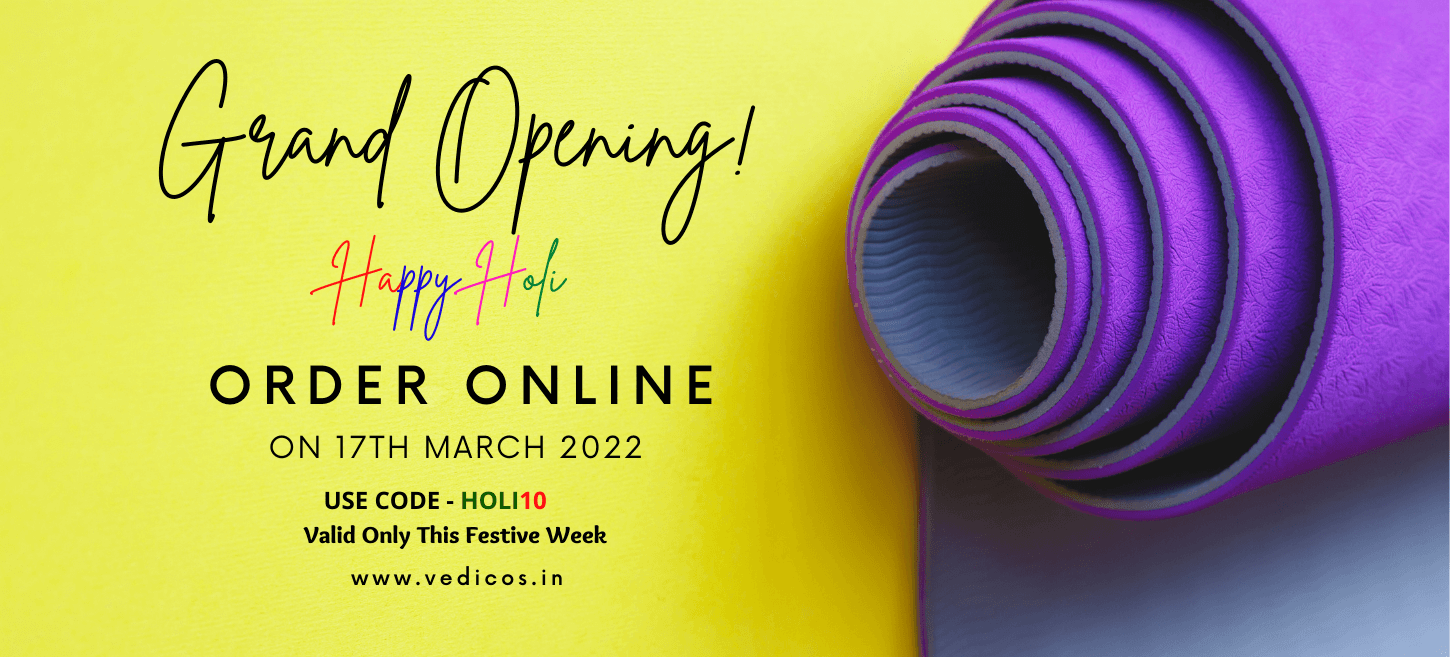 Grand Opening!
Happy Holi
ORDER ONLINE
ON 17TH MARCH 2022
USE CODE - HOLI10
Valid Only This Festive Week
www.vedicos.in